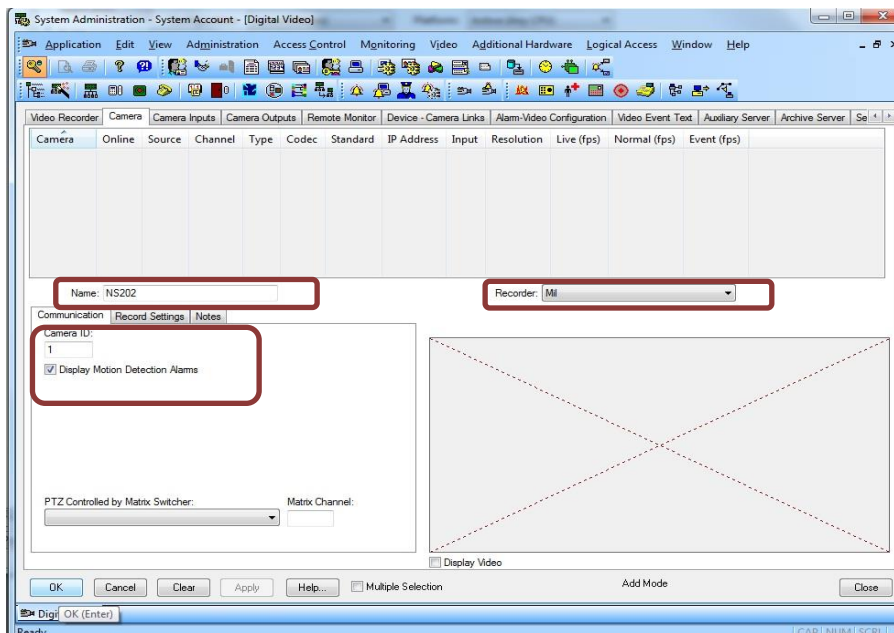 System Administration - System Account - [Digital Video]
Application Edit View Administration Access Control Monitoring Video Additional Hardware Logical Access Window Help
Video Recorder Camera Camera Inputs Camera Outputs Remote Monitor Device - Camera Links Alarm-Video Configuration Video Event Text Auxiliary Server Archive Server Se
Camera Online Source Channel Type Codec Standard IP Address Input Resolution Live (fps) Normal (fps) Event (fps)
Name: NS202 Recorder: Mil
Communication Record Settings Notes
Camera ID:
1
Display Motion Detection Alarms
PTZ Controlled by Matrix Switcher: Matrix Channel:
Display Video
OK Cancel Clear Apply Help... Multiple Selection Add Mode Close
Digi OK (Enter)
Ready CAP NUM SCRL